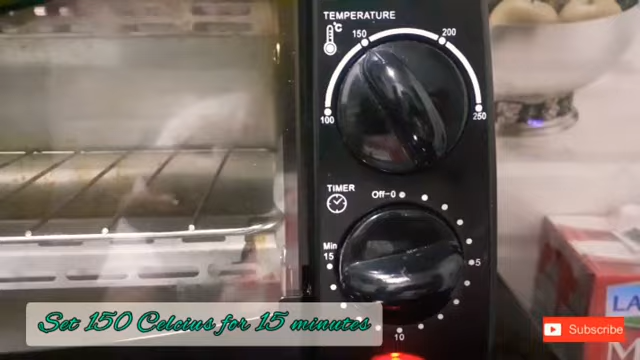 TEMPERATURE
°C
150
200
100
250
TIMER
Off-0
Min
15
5
10
LA
M
Set 150 Celcius for 15 minutes
Subscribe